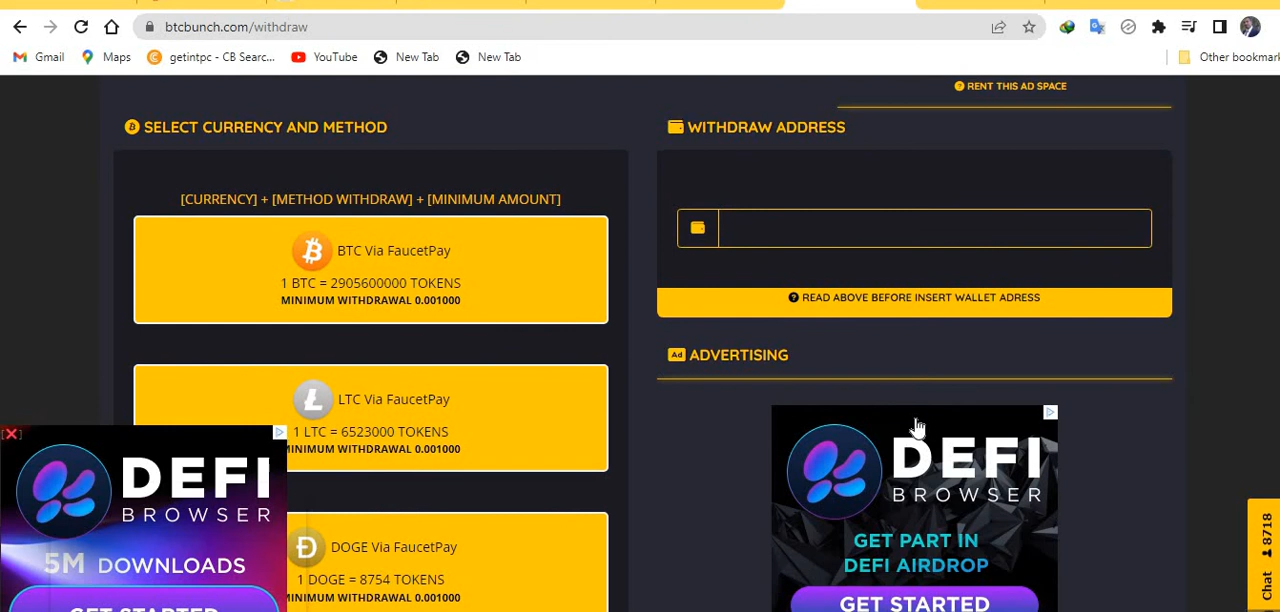 btcbunch.com/withdraw
Gmail
Maps
getintpc - CB Searc...
YouTube
New Tab
New Tab
Other bookmar
RENT THIS AD SPACE
SELECT CURRENCY AND METHOD
[CURRENCY] + [METHOD WITHDRAW] + [MINIMUM AMOUNT]
BTC Via FaucetPay
1 BTC = 2905600000 TOKENS
MINIMUM WITHDRAWAL 0.001000
LTC Via FaucetPay
1 LTC = 6523000 TOKENS
MINIMUM WITHDRAWAL 0.001000
DOGE Via FaucetPay
1 DOGE = 8754 TOKENS
MINIMUM WITHDRAWAL 0.001000
WITHDRAW ADDRESS
READ ABOVE BEFORE INSERT WALLET ADRESS
Ad ADVERTISING
DEFI
BROWSER
GET PART IN
DEFI AIRDROP
GET STARTED
[X]
DEFI
BROWSER
5M DOWNLOADS
GET STARTED
Chat 8718